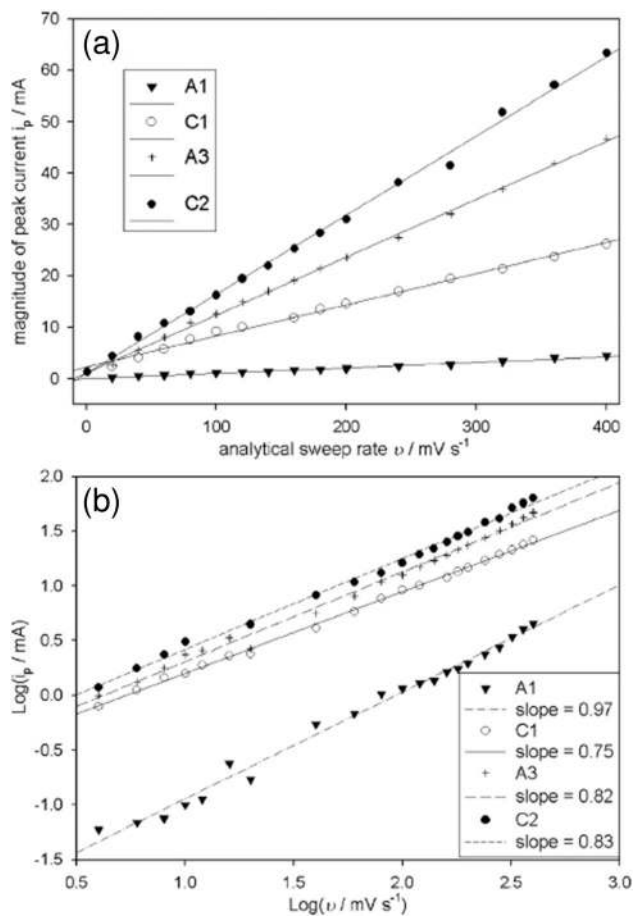 (a)
A1
C1
A3
C2
magnitude of peak current i_p / mA
70
60
50
40
30
20
10
0
0 100 200 300 400
analytical sweep rate υ / mV s⁻¹
(b)
Log(i_p / mA)
2.0
1.5
1.0
0.5
0.0
-0.5
-1.0
-1.5
A1
slope = 0.97
C1
slope = 0.75
A3
slope = 0.82
C2
slope = 0.83
0.5 1.0 1.5 2.0 2.5 3.0
Log(υ / mV s⁻¹)